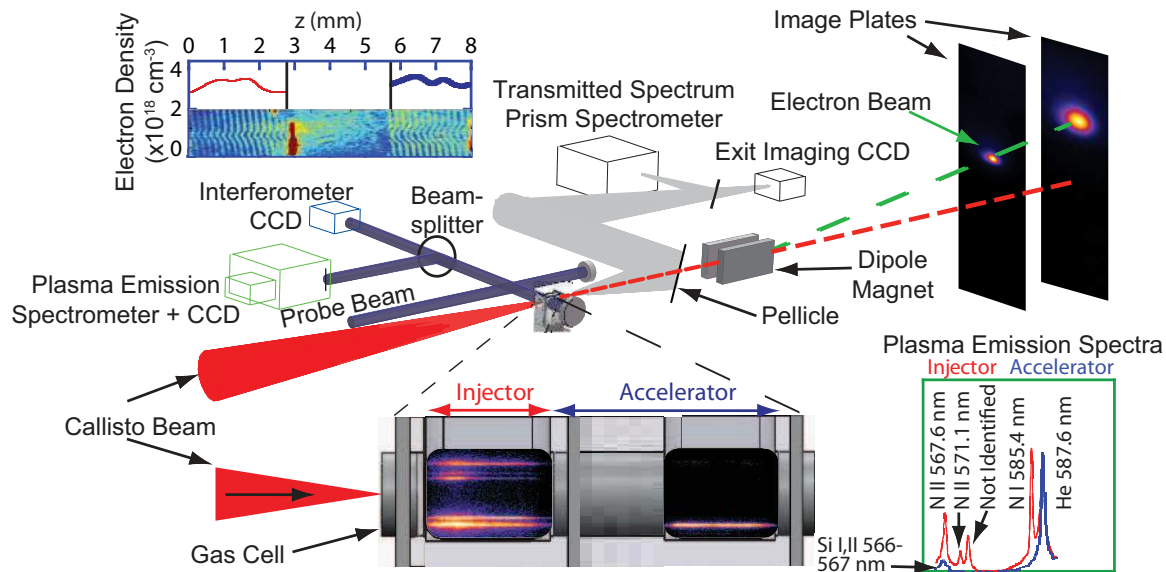 z (mm)
0 1 2 3 4 5 6 7 8
Electron Density
(x10¹⁸ cm⁻³)
4
2
2
0
Transmitted Spectrum
Prism Spectrometer
Image Plates
Electron Beam
Exit Imaging CCD
Interferometer
CCD
Beam-
splitter
Plasma Emission
Spectrometer + CCD
Probe Beam
Dipole
Magnet
Pellicle
Callisto Beam
Injector
Accelerator
Gas Cell
Plasma Emission Spectra
Injector Accelerator
N II 567.6 nm
N II 571.1 nm
Not Identified
N I 585.4 nm
He 587.6 nm
Si I,II 566-
567 nm